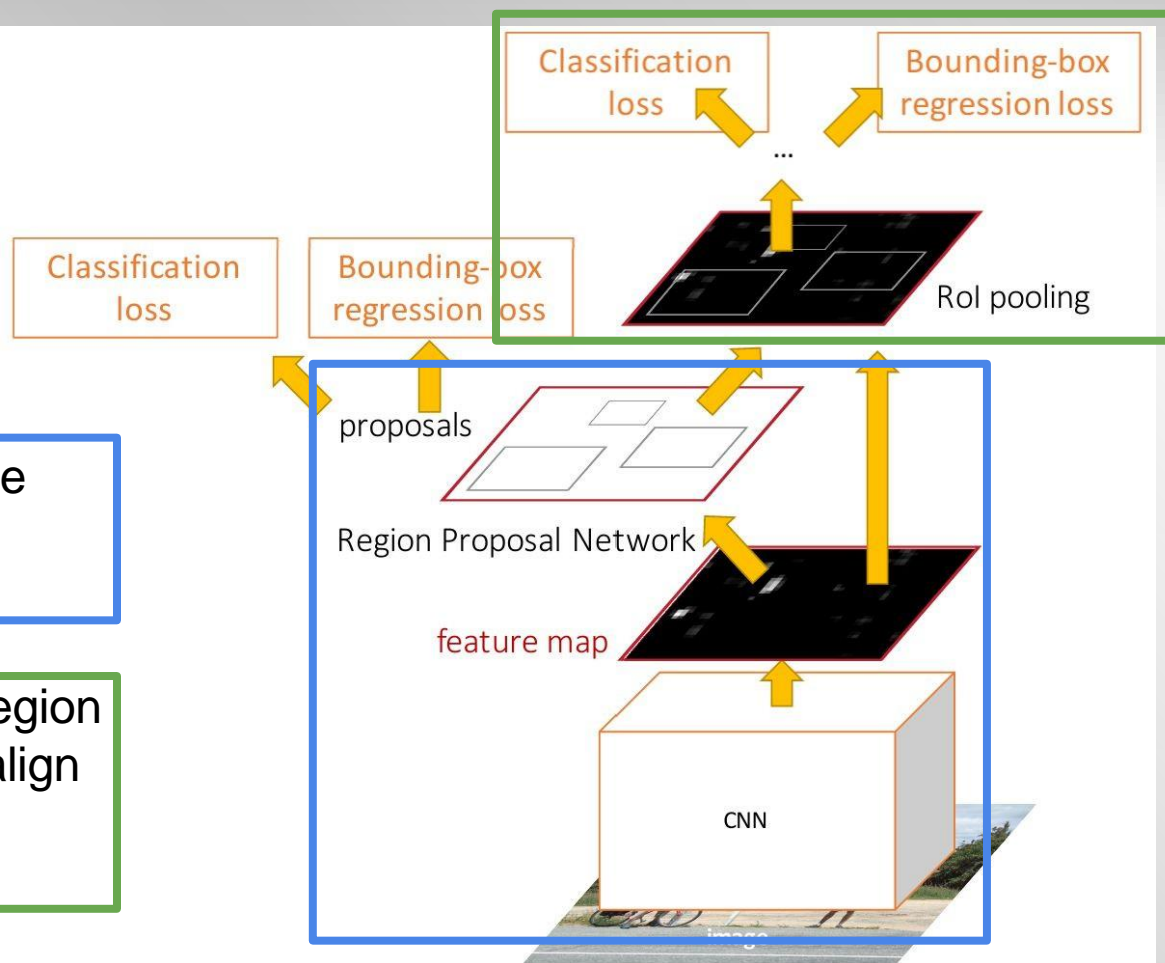 Classification
loss
Bounding-box
regression loss
...
Classification
loss
Bounding-box
regression loss
RoI pooling
proposals
Region Proposal Network
feature map
CNN
image
align